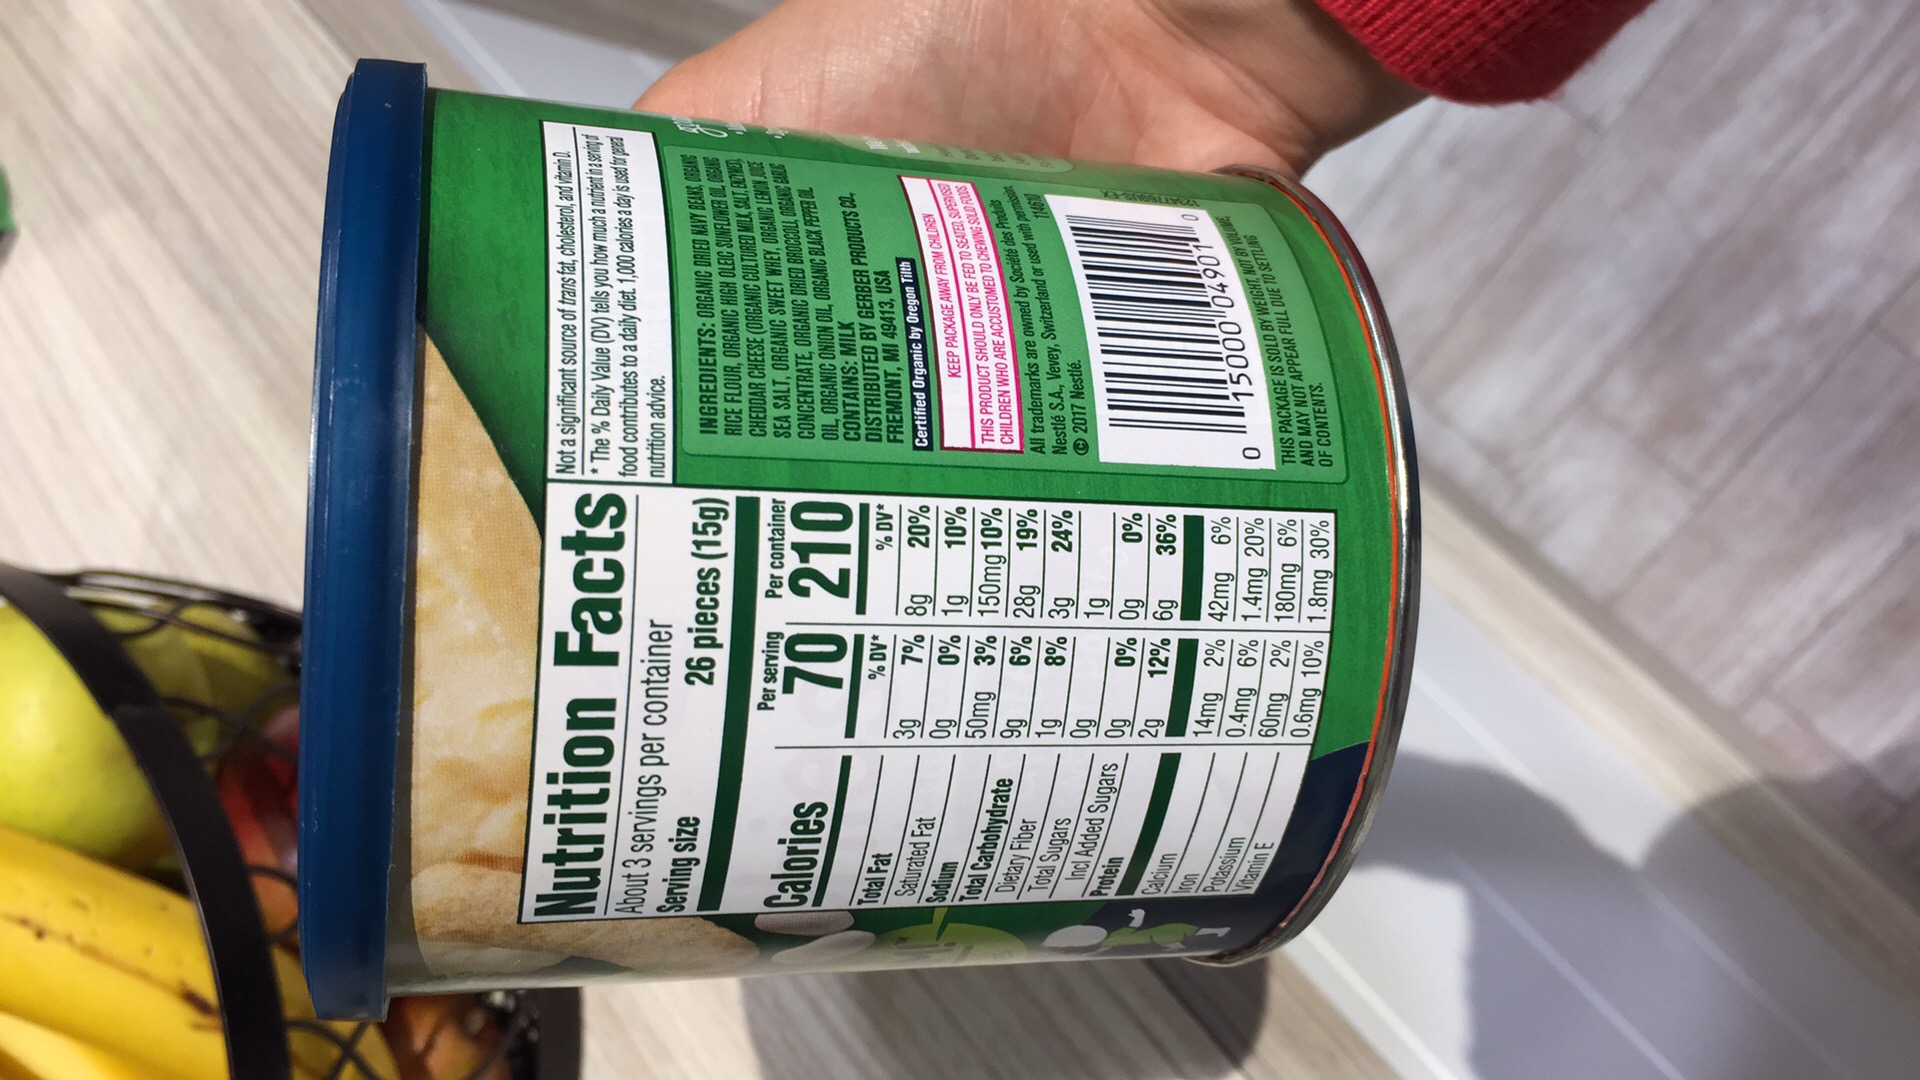 Nutrition Facts
About 3 servings per container
Serving size 26 pieces (15g)
Per serving Per container
Calories 70 210
% DV* % DV*
Total Fat 3g 7% 8g 20%
Saturated Fat 0g 0% 1g 10%
Sodium 50mg 3% 150mg 10%
Total Carbohydrate 9g 6% 28g 19%
Dietary Fiber 1g 8% 3g 24%
Total Sugars 0g 1g
Incl Added Sugars 0g 0% 0g 0%
Protein 2g 12% 6g 36%
Calcium 14mg 2% 42mg 6%
Iron 0.4mg 6% 1.4mg 20%
Potassium 60mg 2% 180mg 6%
Vitamin E 0.6mg 10% 1.8mg 30%
Not a significant source of trans fat, cholesterol, and vitamin D.
* The % Daily Value (DV) tells you how much a nutrient in a serving of
food contributes to a daily diet. 1,000 calories a day is used for general
nutrition advice.
INGREDIENTS: ORGANIC DRIED NAVY BEANS, ORGANIC
RICE FLOUR, ORGANIC HIGH OLEIC SUNFLOWER OIL, ORGANIC
CHEDDAR CHEESE (ORGANIC CULTURED MILK, SALT, ENZYMES),
SEA SALT, ORGANIC SWEET WHEY, ORGANIC LEMON JUICE
CONCENTRATE, ORGANIC DRIED BROCCOLI, ORGANIC GARLIC
OIL, ORGANIC ONION OIL, ORGANIC BLACK PEPPER OIL.
CONTAINS: MILK
DISTRIBUTED BY GERBER PRODUCTS CO.
FREMONT, MI 49413, USA
Certified Organic by Oregon Tilth
KEEP PACKAGE AWAY FROM CHILDREN
THIS PRODUCT SHOULD ONLY BE FED TO SEATED, SUPERVISED
CHILDREN WHO ARE ACCUSTOMED TO CHEWING SOLID FOODS
All trademarks are owned by Société des Produits
Nestlé S.A., Vevey, Switzerland or used with permission.
© 2017 Nestlé. 114610
0 15000 04901 0
THIS PACKAGE IS SOLD BY WEIGHT, NOT BY VOLUME,
AND MAY NOT APPEAR FULL DUE TO SETTLING
OF CONTENTS.